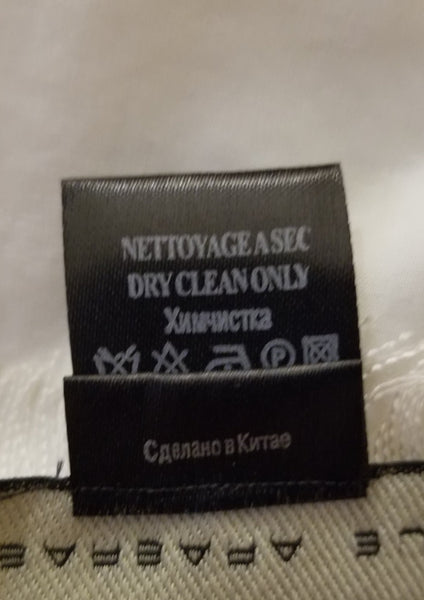 NETTOYAGE A SEC
DRY CLEAN ONLY
Химчистка
P
Сделано в Китае